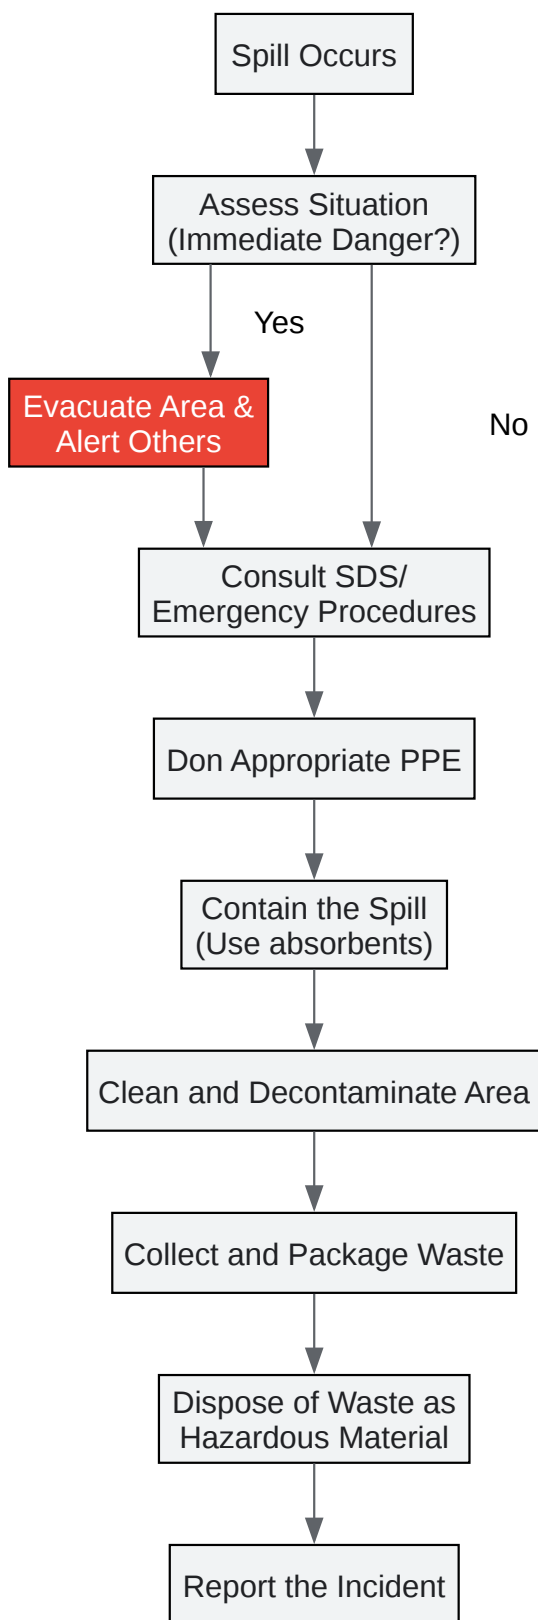 Spill Occurs
Assess Situation
(Immediate Danger?)
Yes
Evacuate Area &
Alert Others
No
Consult SDS/
Emergency Procedures
Don Appropriate PPE
Contain the Spill
(Use absorbents)
Clean and Decontaminate Area
Collect and Package Waste
Dispose of Waste as
Hazardous Material
Report the Incident